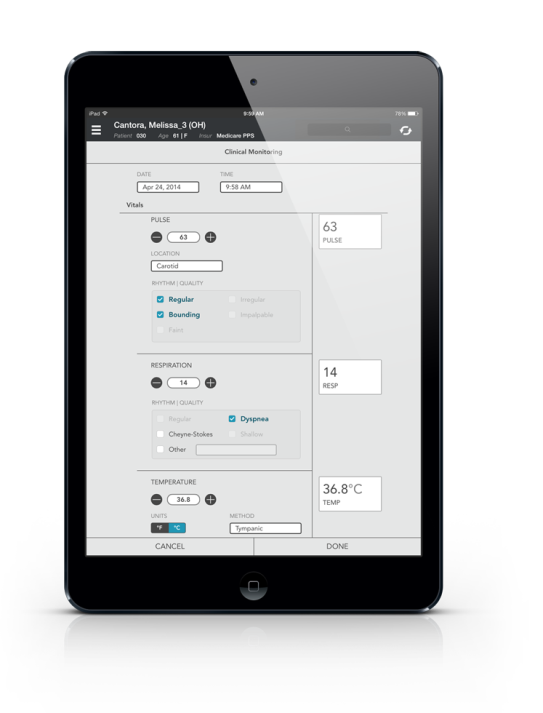 iPad 9:50 AM 78%
Cantora, Melissa_3 (OH)
Patient 030 Age 61 | F Insur Medicare PPS
Clinical Monitoring
DATE TIME
Apr 24, 2014 9:58 AM
Vitals
PULSE
63
63
PULSE
LOCATION
Carotid
RHYTHM | QUALITY
Regular Irregular
Bounding Impalpable
Faint
RESPIRATION
14
14
RESP
RHYTHM | QUALITY
Regular Dyspnea
Cheyne-Stokes Shallow
Other
TEMPERATURE
36.8
36.8°C
TEMP
UNITS METHOD
°F °C Tympanic
CANCEL DONE